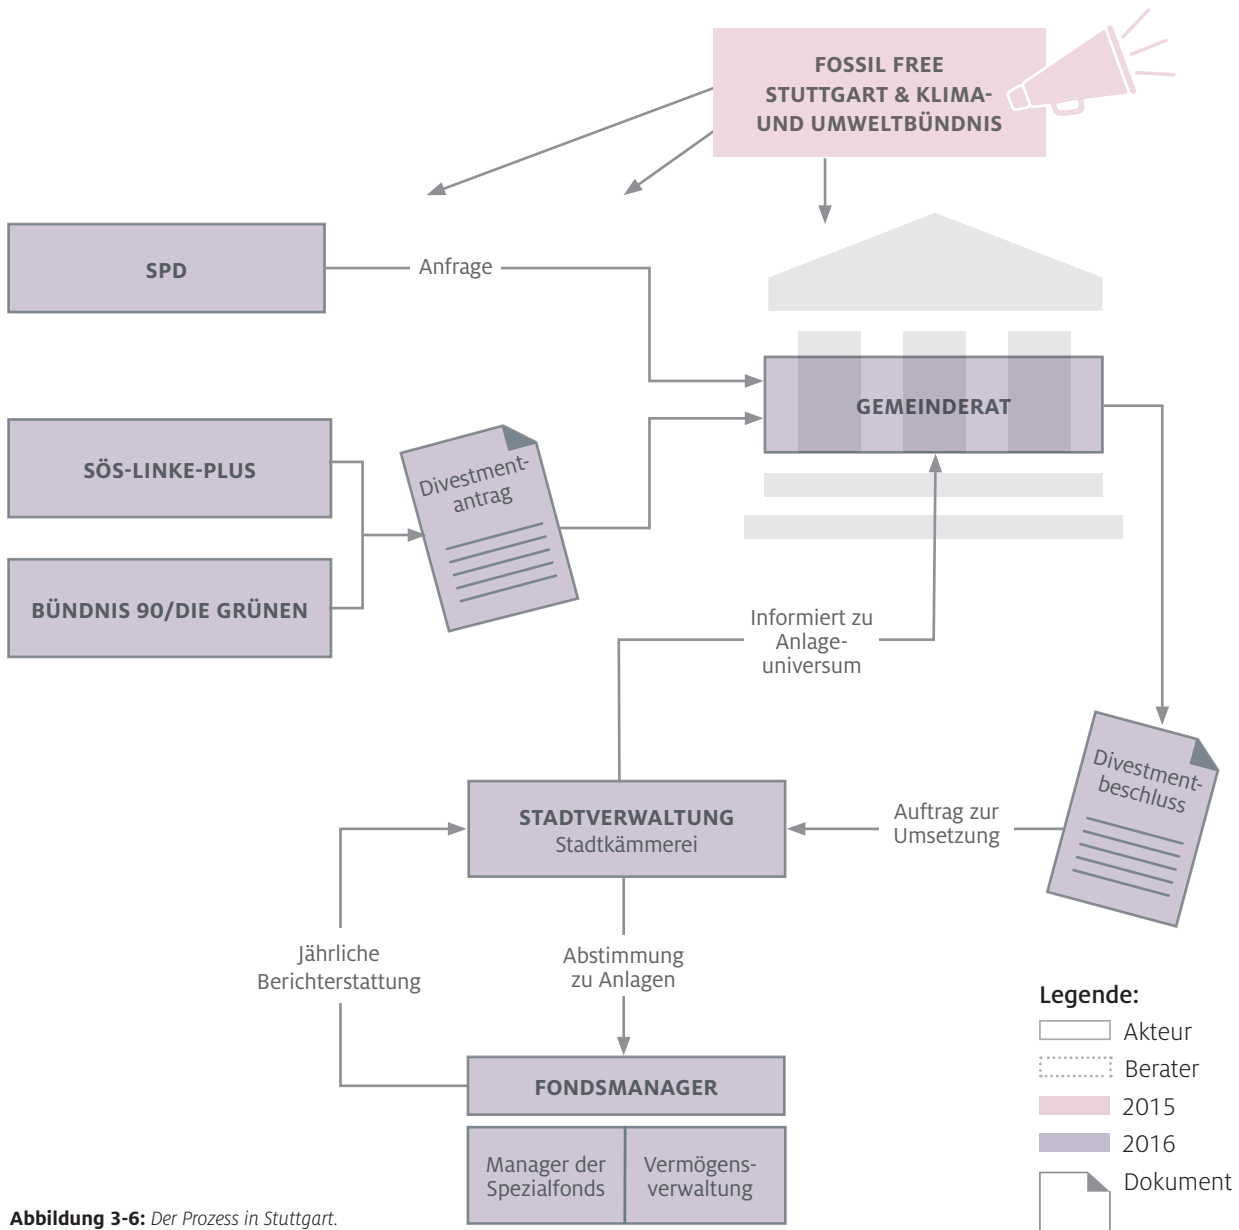 FOSSIL FREE
STUTTGART & KLIMA-
UND UMWELTBÜNDNIS
SPD
Anfrage
GEMEINDERAT
SÖS-LINKE-PLUS
Divestment-
antrag
BÜNDNIS 90/DIE GRÜNEN
Informiert zu
Anlage-
universum
Divestment-
beschluss
STADTVERWALTUNG
Stadtkämmerei
Auftrag zur
Umsetzung
Jährliche
Berichterstattung
Abstimmung
zu Anlagen
FONDSMANAGER
Manager der
Spezialfonds
Vermögens-
verwaltung
Legende:
Akteur
Berater
2015
2016
Dokument
Abbildung 3-6: Der Prozess in Stuttgart.